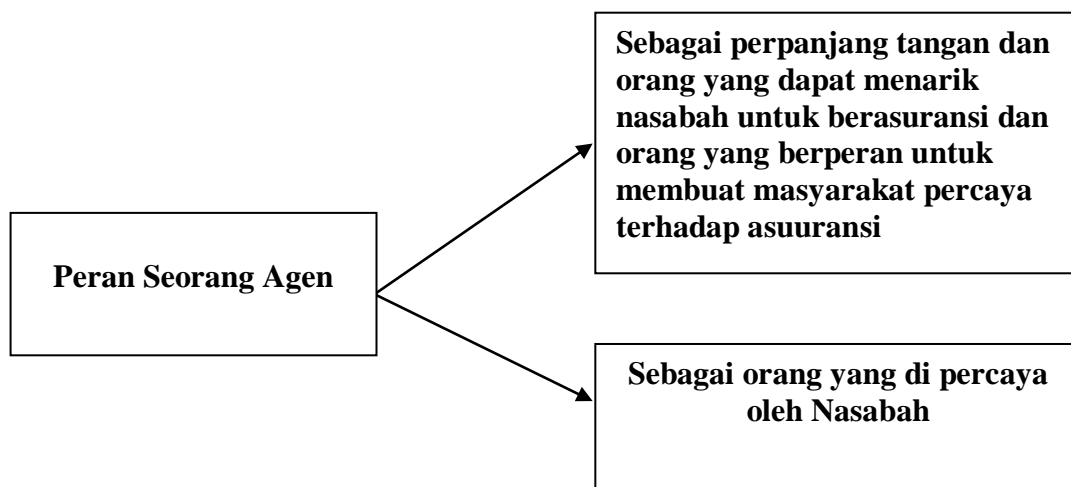 Sebagai perpanjang tangan dan
orang yang dapat menarik
nasabah untuk berasuransi dan
orang yang berperan untuk
membuat masyarakat percaya
terhadap asuuransi
Peran Seorang Agen
Sebagai orang yang di percaya
oleh Nasabah